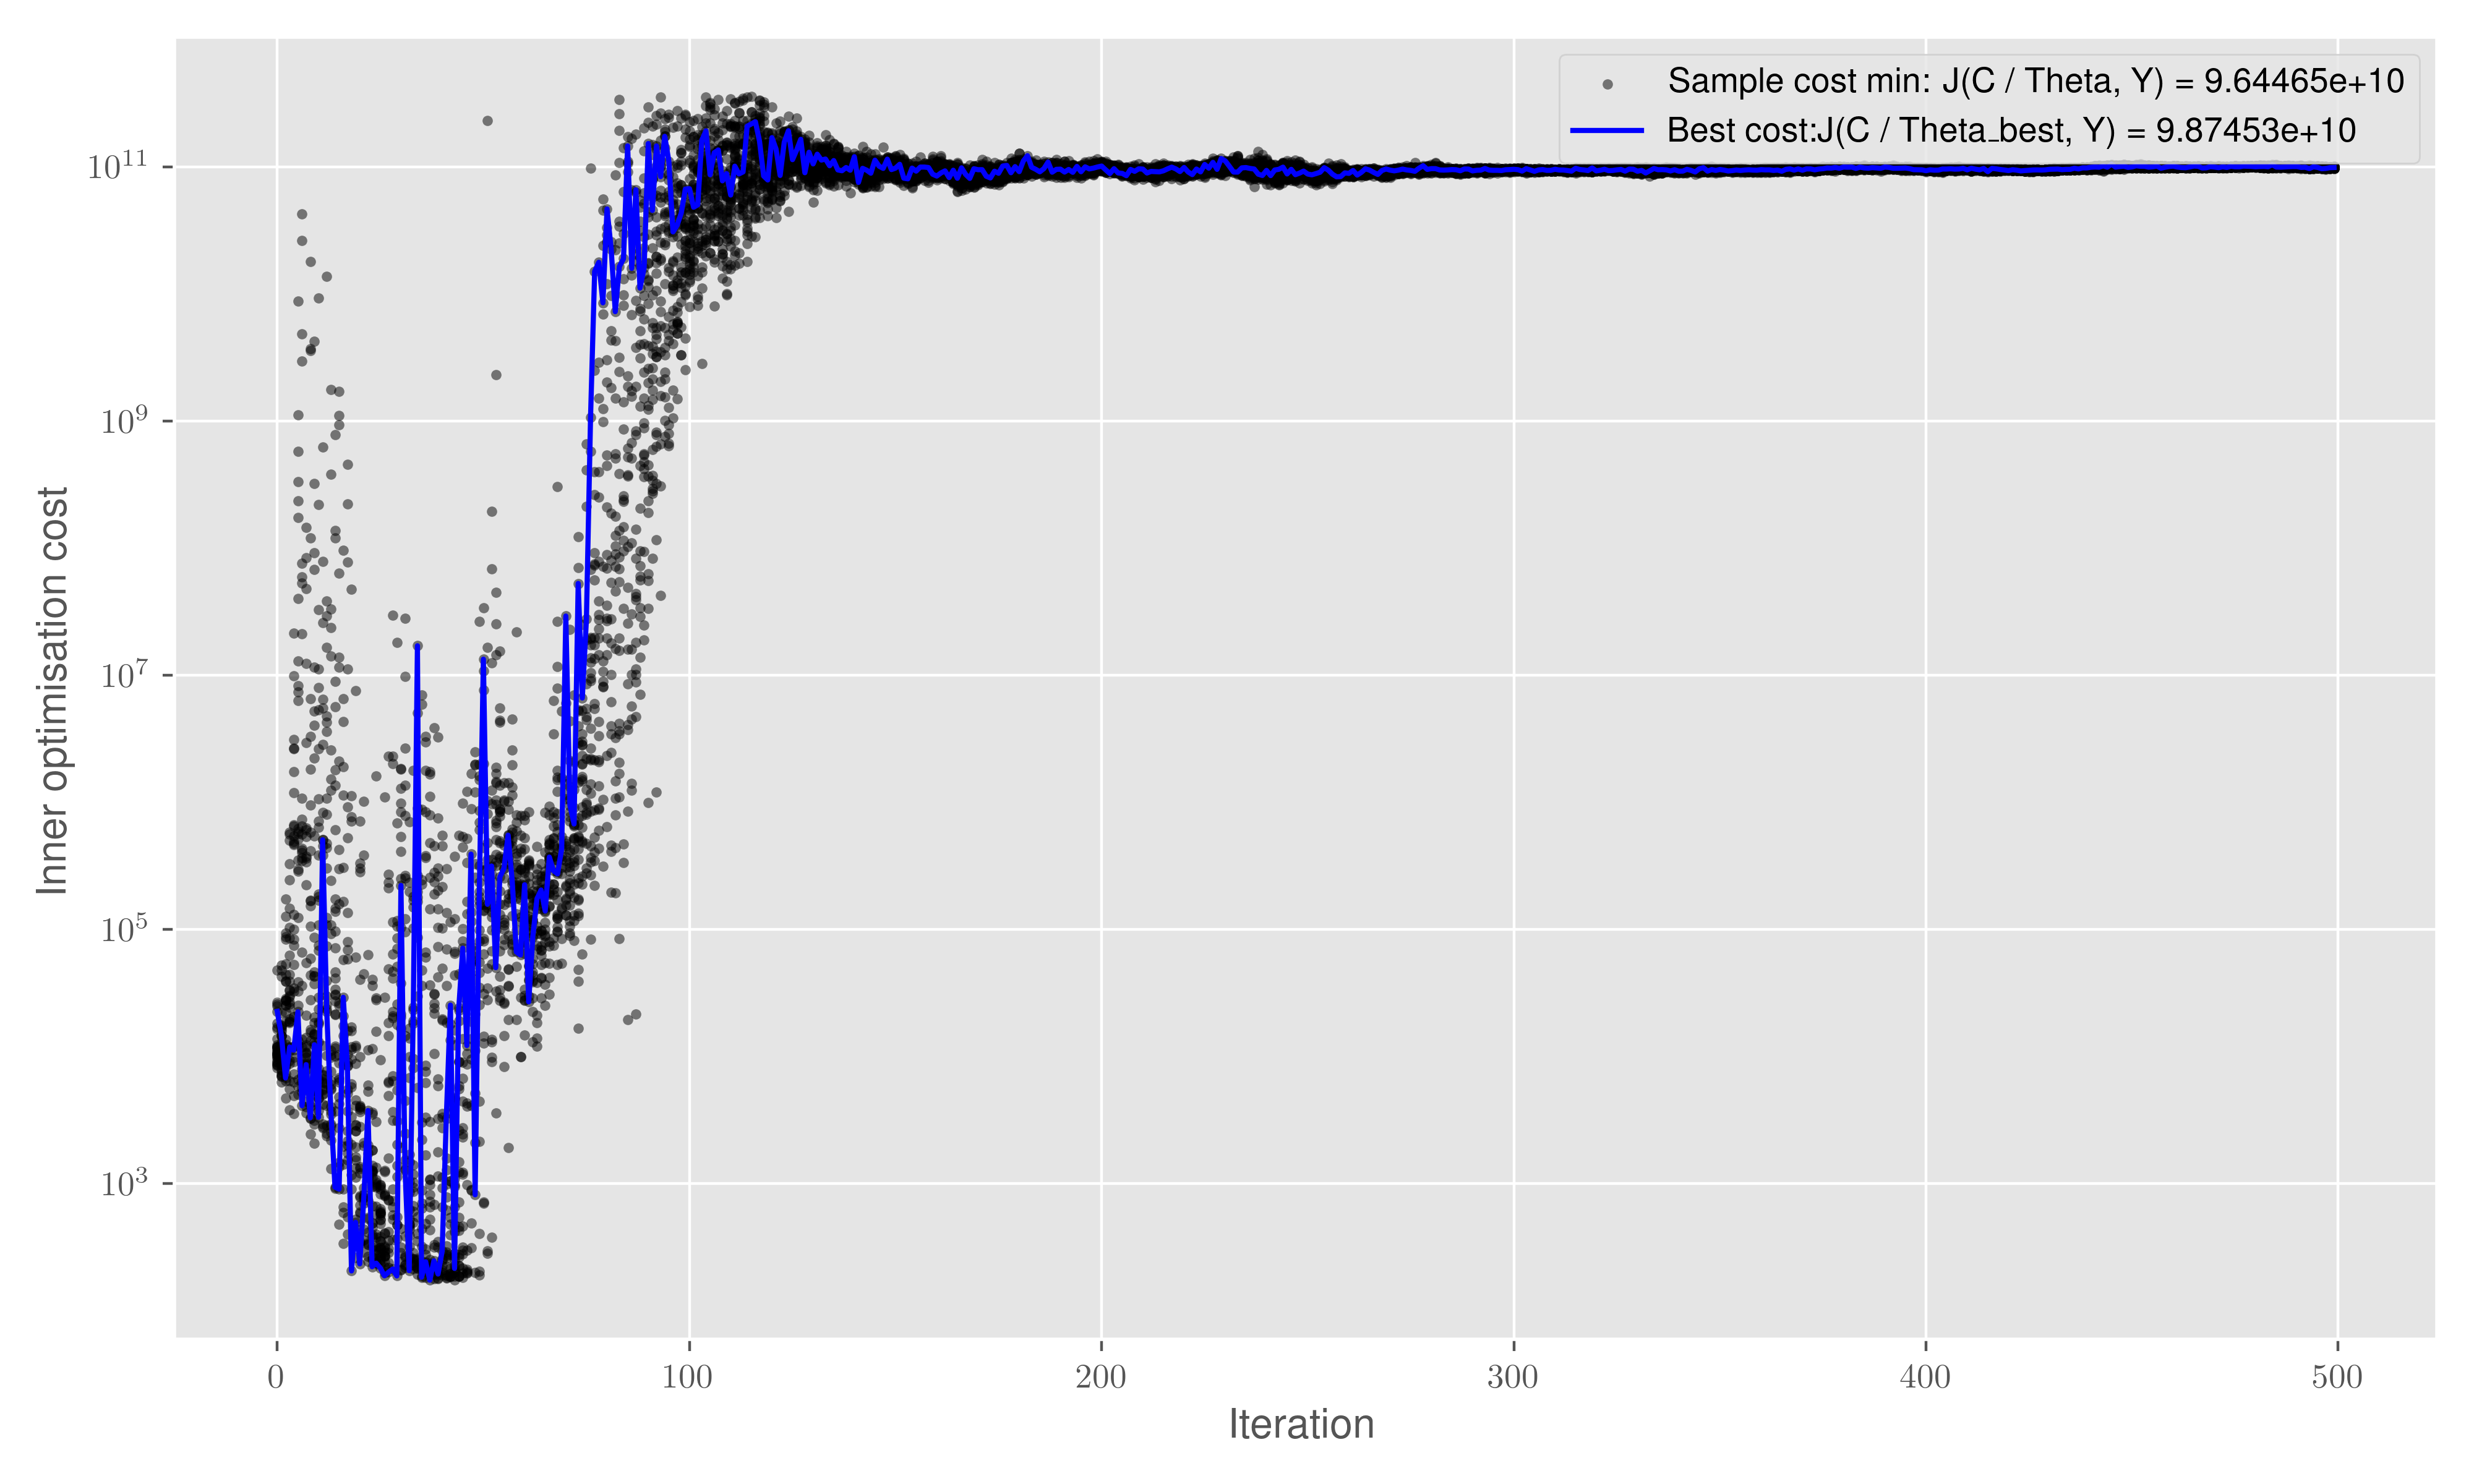 Sample cost min: J(C / Theta, Y) = 9.64465e+10
Best cost:J(C / Theta_best, Y) = 9.87453e+10
10^11
10^9
10^7
10^5
10^3
Inner optimisation cost
0 100 200 300 400 500
Iteration